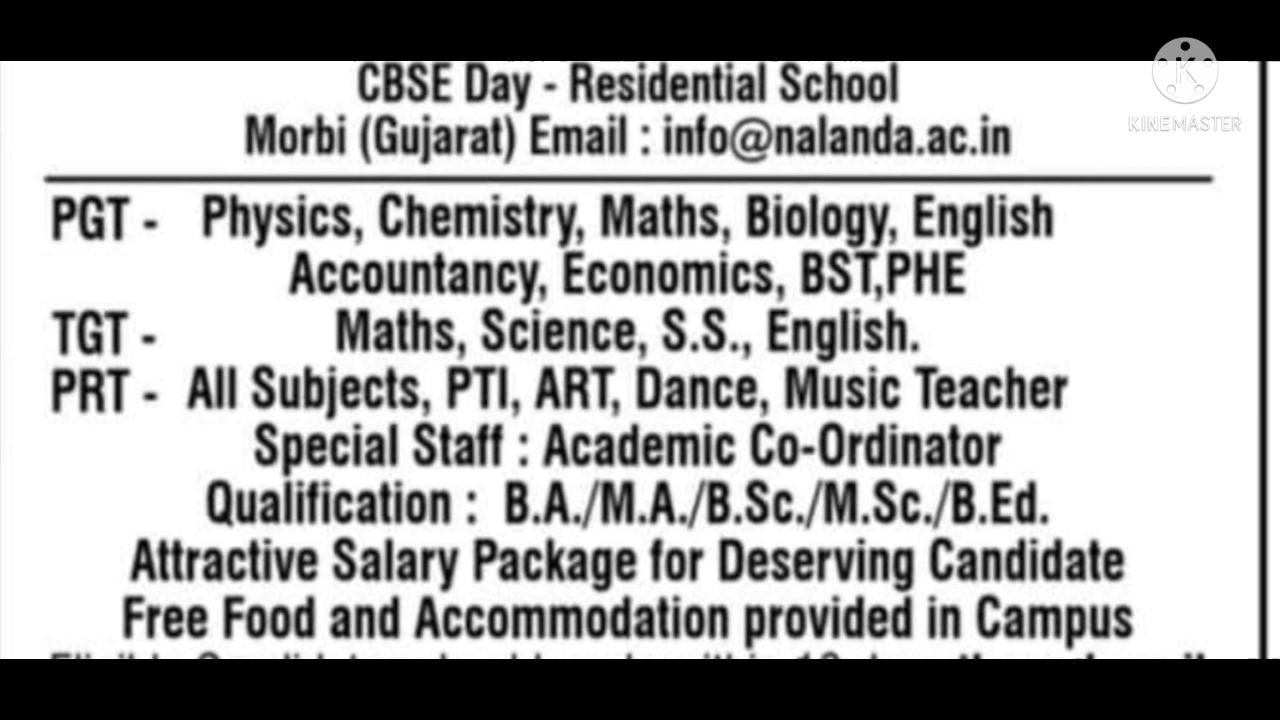 CBSE Day - Residential School
Morbi (Gujarat) Email : info@nalanda.ac.in
KINEMASTER
PGT - Physics, Chemistry, Maths, Biology, English
Accountancy, Economics, BST,PHE
TGT - Maths, Science, S.S., English.
PRT - All Subjects, PTI, ART, Dance, Music Teacher
Special Staff : Academic Co-Ordinator
Qualification : B.A./M.A./B.Sc./M.Sc./B.Ed.
Attractive Salary Package for Deserving Candidate
Free Food and Accommodation provided in Campus